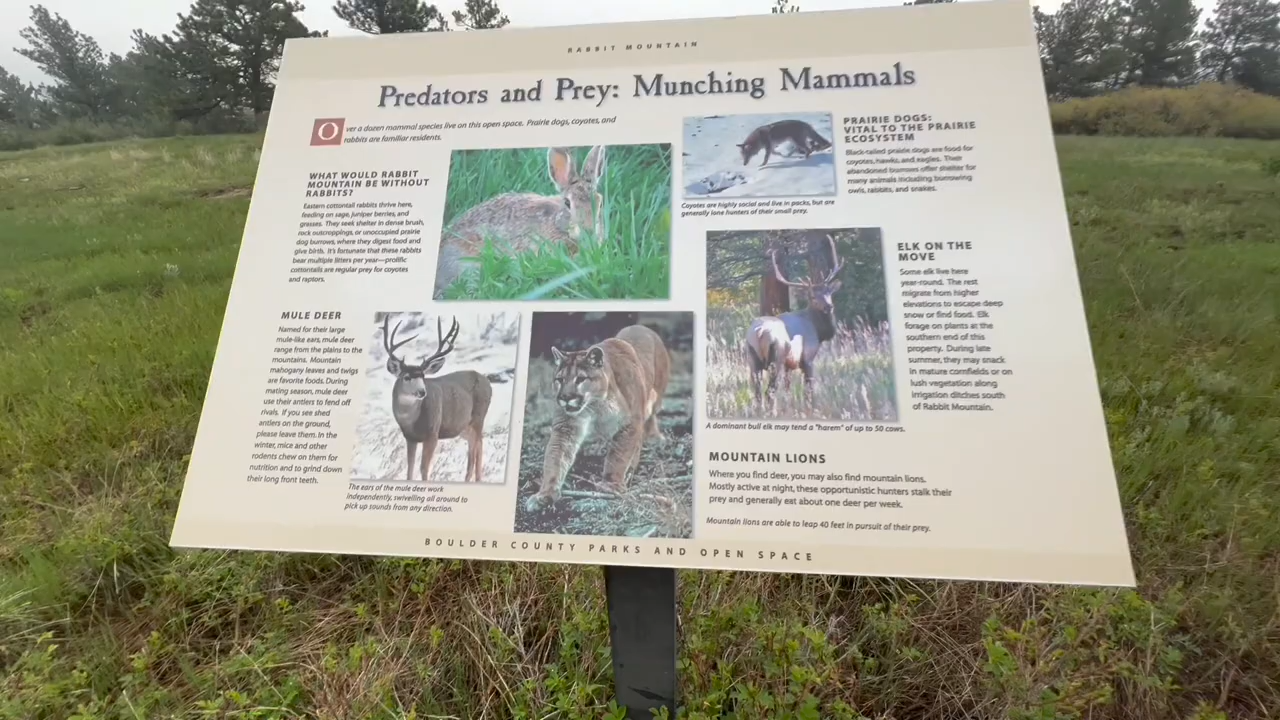 RABBIT MOUNTAIN
Predators and Prey: Munching Mammals
Over a dozen mammal species live on this open space. Prairie dogs, coyotes, and
rabbits are familiar residents.
WHAT WOULD RABBIT
MOUNTAIN BE WITHOUT
RABBITS?
Eastern cottontail rabbits thrive here,
feeding on sage, juniper berries, and
grasses. They seek shelter in dense brush,
rock outcroppings, or unoccupied prairie
dog burrows, where they digest food and
give birth. It's fortunate that these rabbits
bear multiple litters per year—prolific
cottontails are regular prey for coyotes
and raptors.
MULE DEER
Named for their large
mule-like ears, mule deer
range from the plains to the
mountains. Mountain
mahogany leaves and twigs
are favorite foods. During
mating season, mule deer
use their antlers to fend off
rivals. If you see shed
antlers on the ground,
please leave them. In the
winter, mice and other
rodents chew on them for
nutrition and to grind down
their long front teeth.
The ears of the mule deer work
independently, swivelling all around to
pick up sounds from any direction.
Coyotes are highly social and live in packs, but are
generally lone hunters of their small prey.
PRAIRIE DOGS:
VITAL TO THE PRAIRIE
ECOSYSTEM
Black-tailed prairie dogs are food for
coyotes, hawks, and eagles. Their
abandoned burrows offer shelter for
many animals including burrowing
owls, rabbits, and snakes.
ELK ON THE
MOVE
Some elk live here
year-round. The rest
migrate from higher
elevations to escape deep
snow or find food. Elk
forage on plants at the
southern end of this
property. During late
summer, they may snack
in mature cornfields or on
lush vegetation along
irrigation ditches south
of Rabbit Mountain.
A dominant bull elk may tend a "harem" of up to 50 cows.
MOUNTAIN LIONS
Where you find deer, you may also find mountain lions.
Mostly active at night, these opportunistic hunters stalk their
prey and generally eat about one deer per week.
Mountain lions are able to leap 40 feet in pursuit of their prey.
BOULDER COUNTY PARKS AND OPEN SPACE